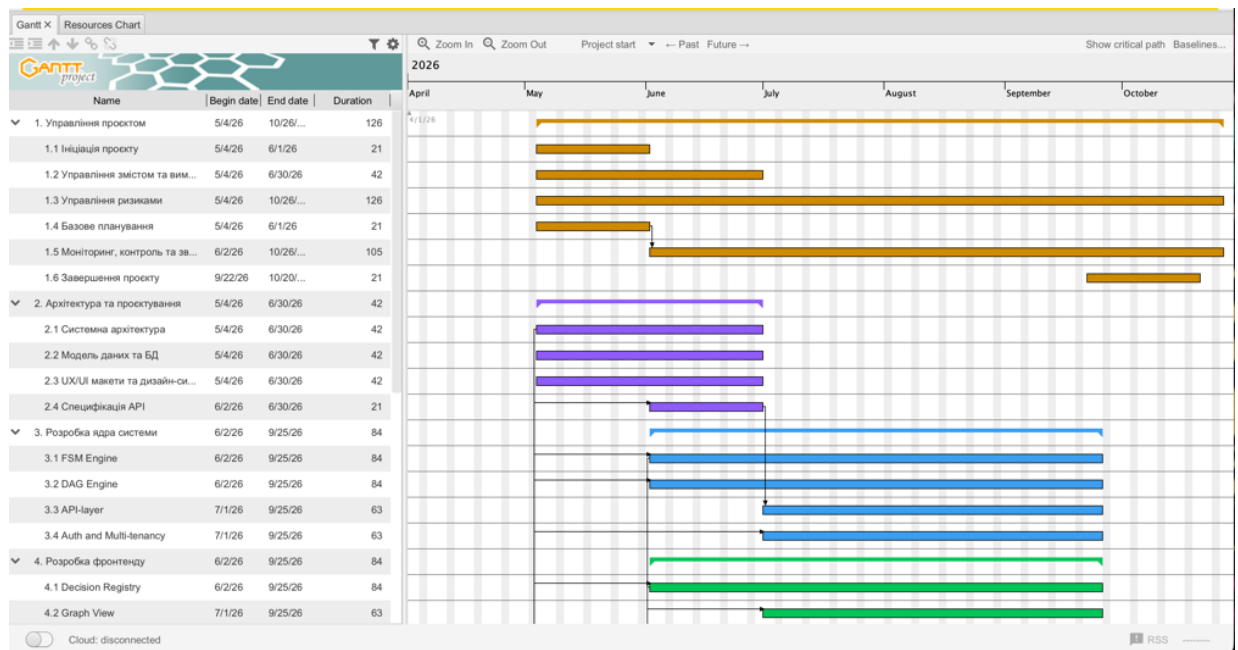 Gantt × Resources Chart
Zoom In Zoom Out Project start ← Past Future → Show critical path Baselines...
GANTT project
2026
Name Begin date End date Duration
April May June July August September October
4/1/26
1. Управління проєктом 5/4/26 10/26/... 126
1.1 Ініціація проєкту 5/4/26 6/1/26 21
1.2 Управління змістом та вим... 5/4/26 6/30/26 42
1.3 Управління ризиками 5/4/26 10/26/... 126
1.4 Базове планування 5/4/26 6/1/26 21
1.5 Моніторинг, контроль та зв... 6/2/26 10/26/... 105
1.6 Завершення проєкту 9/22/26 10/20/... 21
2. Архітектура та проєктування 5/4/26 6/30/26 42
2.1 Системна архітектура 5/4/26 6/30/26 42
2.2 Модель даних та БД 5/4/26 6/30/26 42
2.3 UX/UI макети та дизайн-си... 5/4/26 6/30/26 42
2.4 Специфікація API 6/2/26 6/30/26 21
3. Розробка ядра системи 6/2/26 9/25/26 84
3.1 FSM Engine 6/2/26 9/25/26 84
3.2 DAG Engine 6/2/26 9/25/26 84
3.3 API-layer 7/1/26 9/25/26 63
3.4 Auth and Multi-tenancy 7/1/26 9/25/26 63
4. Розробка фронтенду 6/2/26 9/25/26 84
4.1 Decision Registry 6/2/26 9/25/26 84
4.2 Graph View 7/1/26 9/25/26 63
Cloud: disconnected RSS